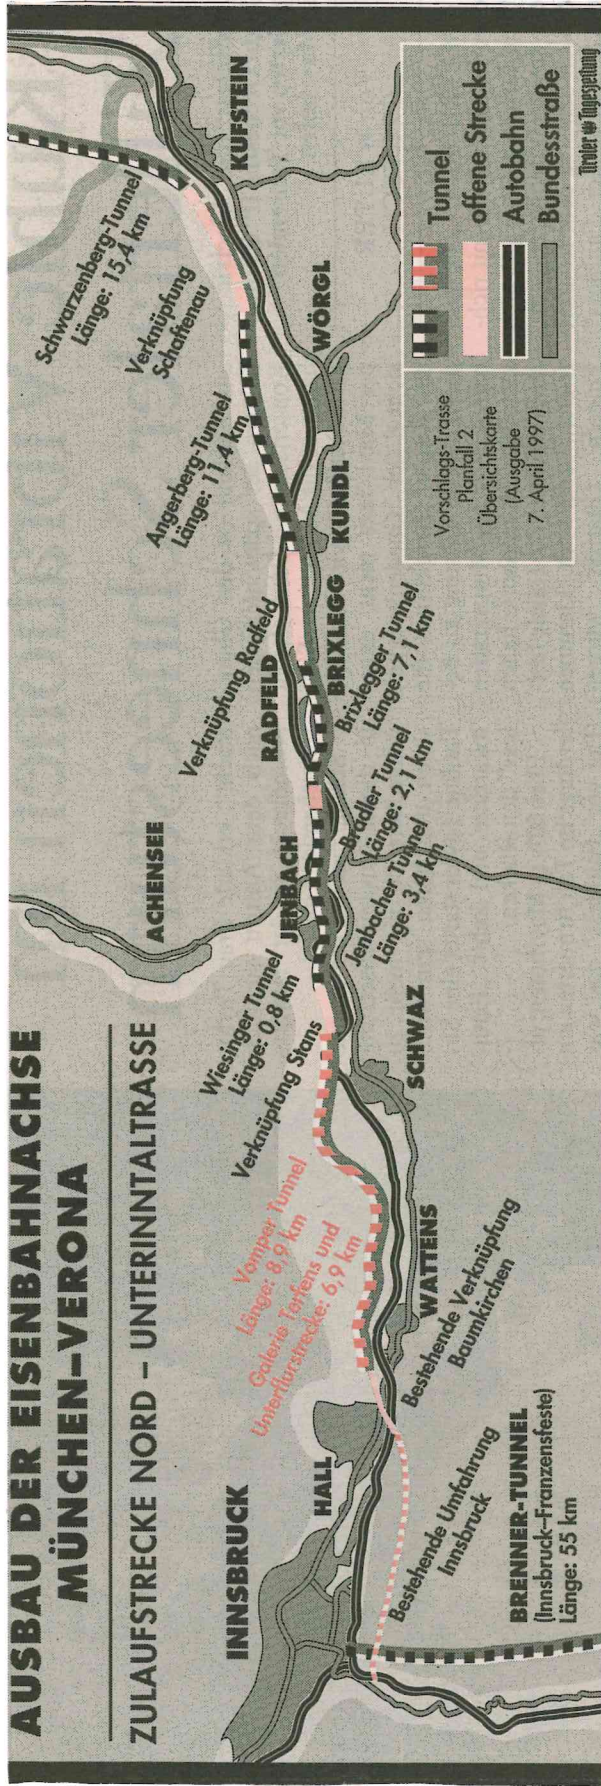 AUSBAU DER EISENBAHNACHSE
MÜNCHEN–VERONA
ZULAUFSTRECKE NORD – UNTERINNTALTRASSE
INNSBRUCK
HALL
Bestehende Umfahrung
Innsbruck
BRENNER-TUNNEL
(Innsbruck–Franzensfeste)
Länge: 55 km
Bestehende Verknüpfung
Baumkirchen
WATTENS
Vomper Tunnel
Länge: 8,9 km
Galerie Terfens und
Unterflurstrecke: 6,9 km
SCHWAZ
Verknüpfung Stans
Wiesinger Tunnel
Länge: 0,8 km
ACHENSEE
JENBACH
Jenbacher Tunnel
Länge: 3,4 km
Bradler Tunnel
Länge: 2,1 km
Brixlegger Tunnel
Länge: 7,1 km
RADFELD
Verknüpfung Radfeld
BRIXLEGG
KUNDL
Angerberg-Tunnel
Länge: 11,4 km
WÖRGL
Verknüpfung
Schaftenau
Schwarzenberg-Tunnel
Länge: 15,4 km
KUFSTEIN
Vorschlags-Trasse
Planfall 2
Übersichtskarte
(Ausgabe
7. April 1997)
Tunnel
offene Strecke
Autobahn
Bundesstraße
Tiroler Tageszeitung